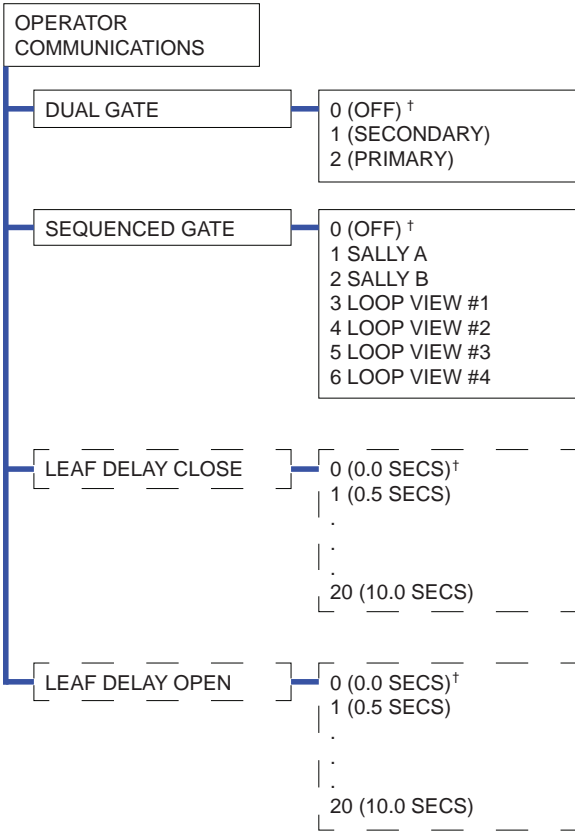 OPERATOR
COMMUNICATIONS
DUAL GATE
0 (OFF) †
1 (SECONDARY)
2 (PRIMARY)
SEQUENCED GATE
0 (OFF) †
1 SALLY A
2 SALLY B
3 LOOP VIEW #1
4 LOOP VIEW #2
5 LOOP VIEW #3
6 LOOP VIEW #4
LEAF DELAY CLOSE
0 (0.0 SECS)†
1 (0.5 SECS)
.
.
.
20 (10.0 SECS)
LEAF DELAY OPEN
0 (0.0 SECS)†
1 (0.5 SECS)
.
.
.
20 (10.0 SECS)